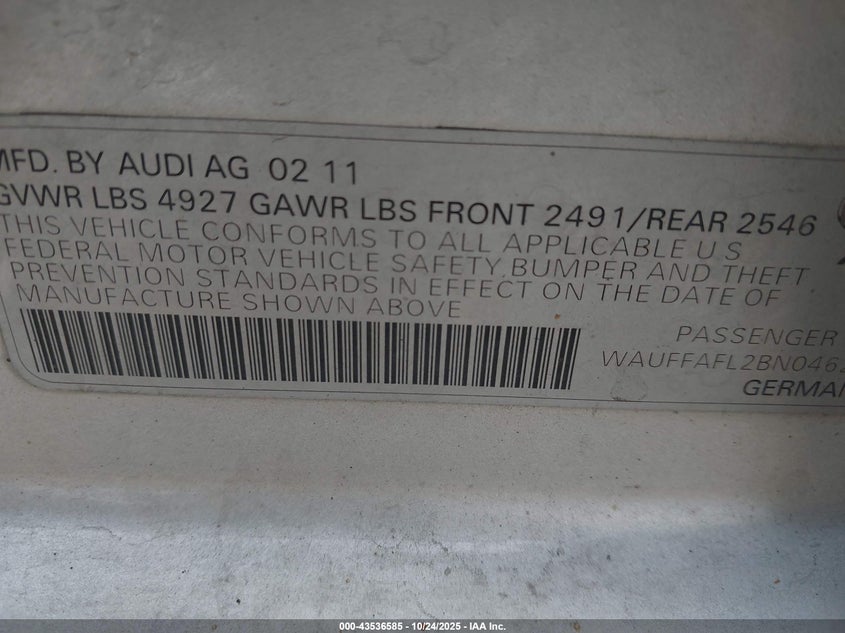 MFD. BY AUDI AG 02 11
GVWR LBS 4927 GAWR LBS FRONT 2491/REAR 2546
THIS VEHICLE CONFORMS TO ALL APPLICABLE U S
FEDERAL MOTOR VEHICLE SAFETY, BUMPER AND THEFT
PREVENTION STANDARDS IN EFFECT ON THE DATE OF
MANUFACTURE SHOWN ABOVE
PASSENGER
WAUFFAFL2BN046
GERMAN
000-43536585 - 10/24/2025 - IAA Inc.